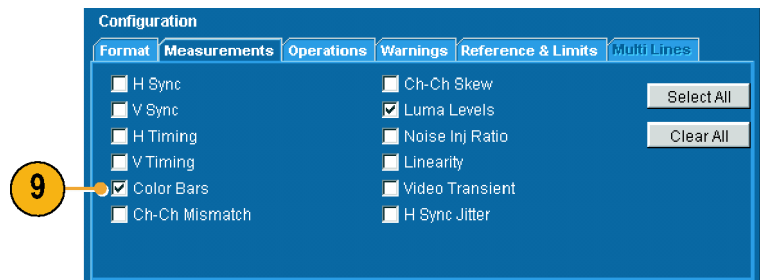 Configuration
Format Measurements Operations Warnings Reference & Limits Multi Lines
H Sync
V Sync
H Timing
V Timing
9 Color Bars
Ch-Ch Mismatch
Ch-Ch Skew
Luma Levels
Noise Inj Ratio
Linearity
Video Transient
H Sync Jitter
Select All
Clear All